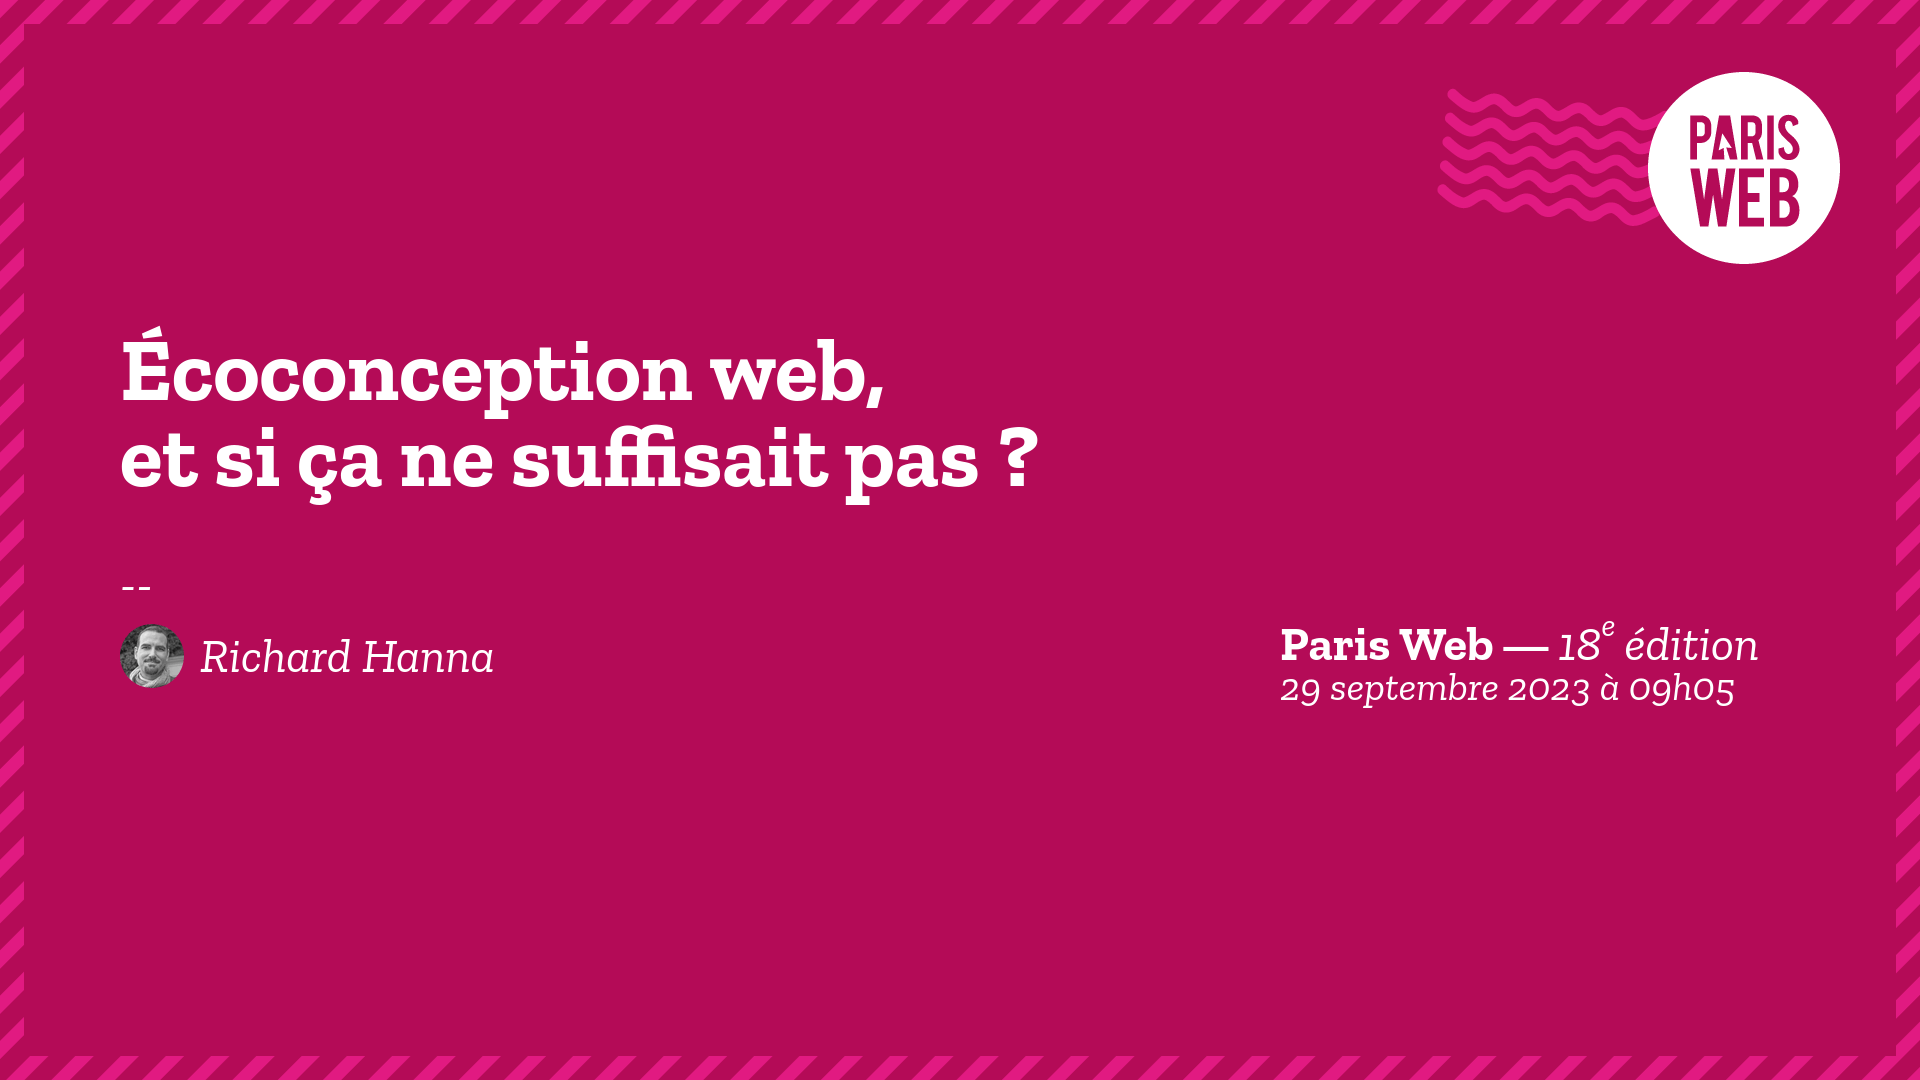 PARIS
WEB
Écoconception web,
et si ça ne suffisait pas ?
--
Richard Hanna
Paris Web — 18e édition
29 septembre 2023 à 09h05